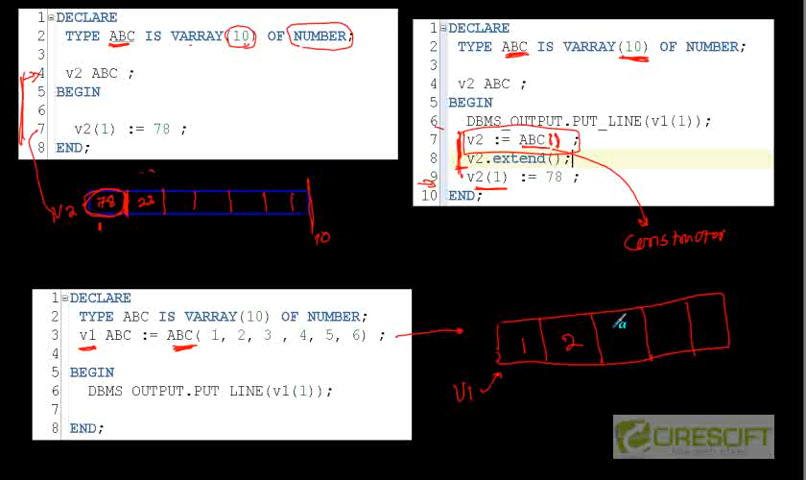 1 DECLARE
2 TYPE ABC IS VARRAY(10) OF NUMBER;
3
4 v2 ABC ;
5 BEGIN
6
7 v2(1) := 78 ;
8 END;
V2 78 23
1
10
1 DECLARE
2 TYPE ABC IS VARRAY(10) OF NUMBER;
3
4 v2 ABC ;
5 BEGIN
6 DBMS_OUTPUT.PUT_LINE(v1(1));
7 v2 := ABC() ;
8 v2.extend();
9 v2(1) := 78 ;
10 END;
1 DECLARE
2 TYPE ABC IS VARRAY(10) OF NUMBER;
3 v1 ABC := ABC( 1, 2, 3 , 4, 5, 6) ;
4
5 BEGIN
6 DBMS_OUTPUT.PUT_LINE(v1(1));
7
8 END;
1 2
V1